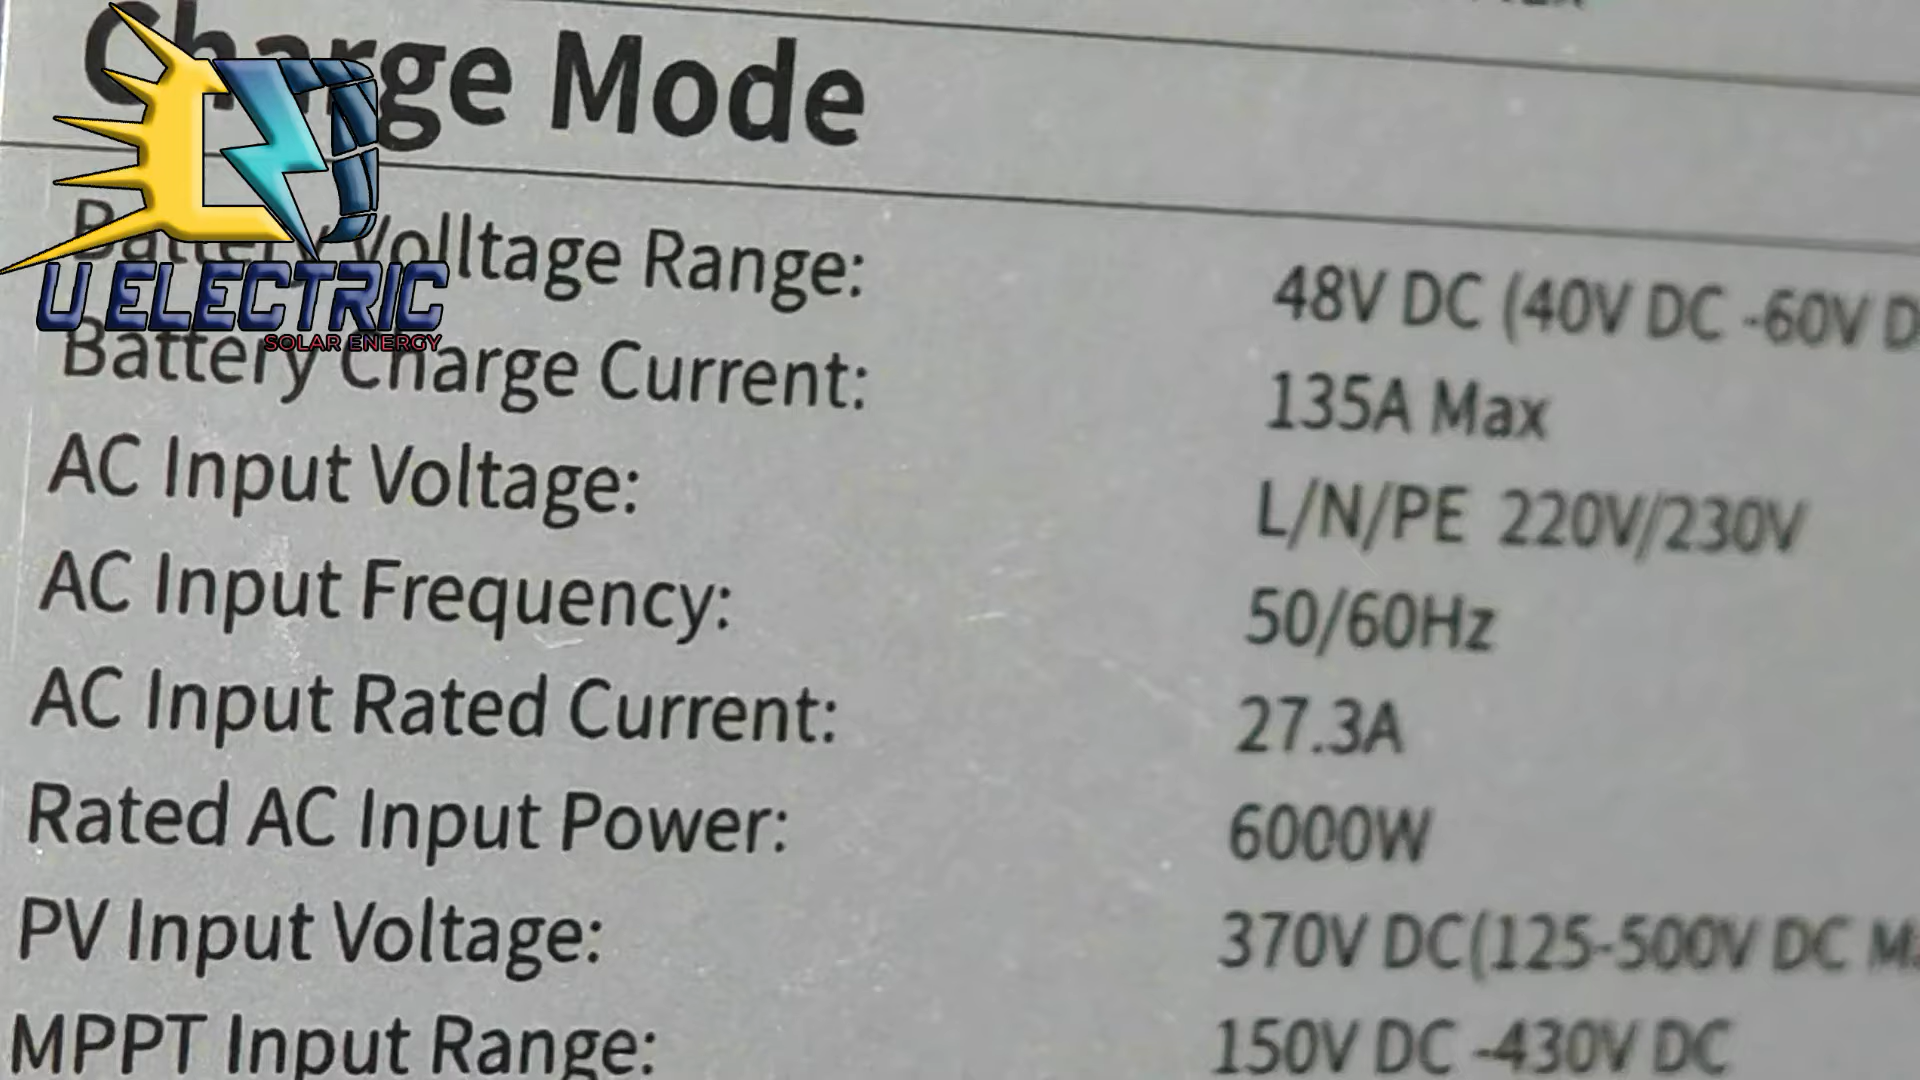 Charge Mode
Battery Volltage Range: 48V DC (40V DC -60V D
Battery Charge Current: 135A Max
AC Input Voltage: L/N/PE 220V/230V
AC Input Frequency: 50/60Hz
AC Input Rated Current: 27.3A
Rated AC Input Power: 6000W
PV Input Voltage: 370V DC(125-500V DC Ma
MPPT Input Range: 150V DC -430V DC
U ELECTRIC
SOLAR ENERGY